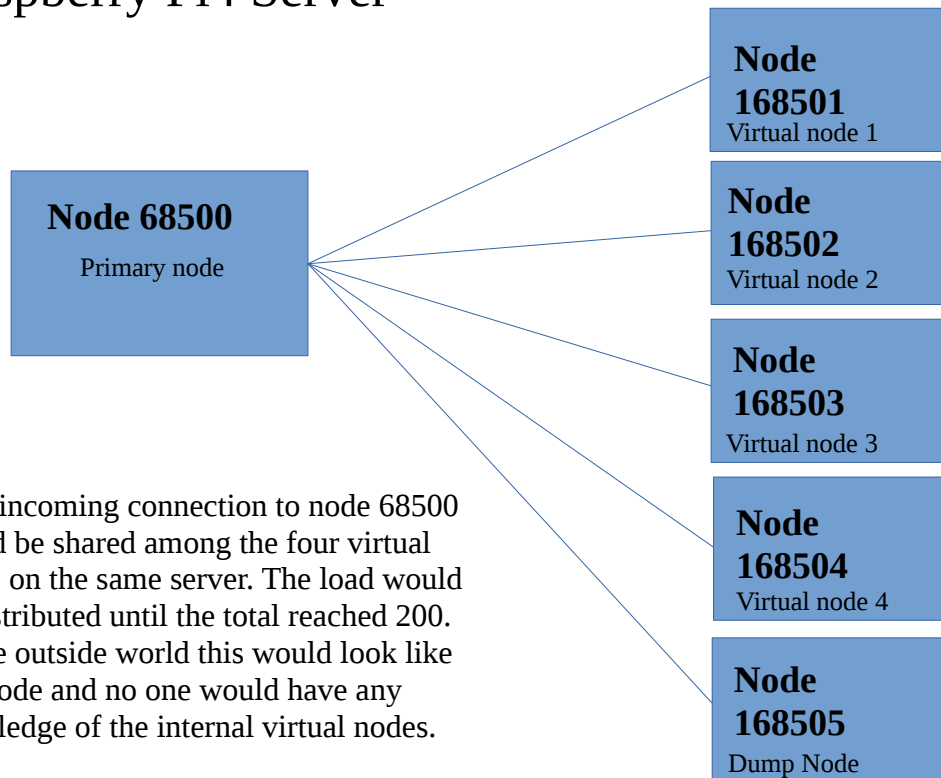 PI4 Server
Node 68500
Primary node
Node
168501
Virtual node 1
Node
168502
Virtual node 2
Node
168503
Virtual node 3
Node
168504
Virtual node 4
Node
168505
Dump Node
incoming connection to node 68500
be shared among the four virtual
on the same server. The load would
until the total reached 200.
outside world this would look like
and no one would have any
of the internal virtual nodes.